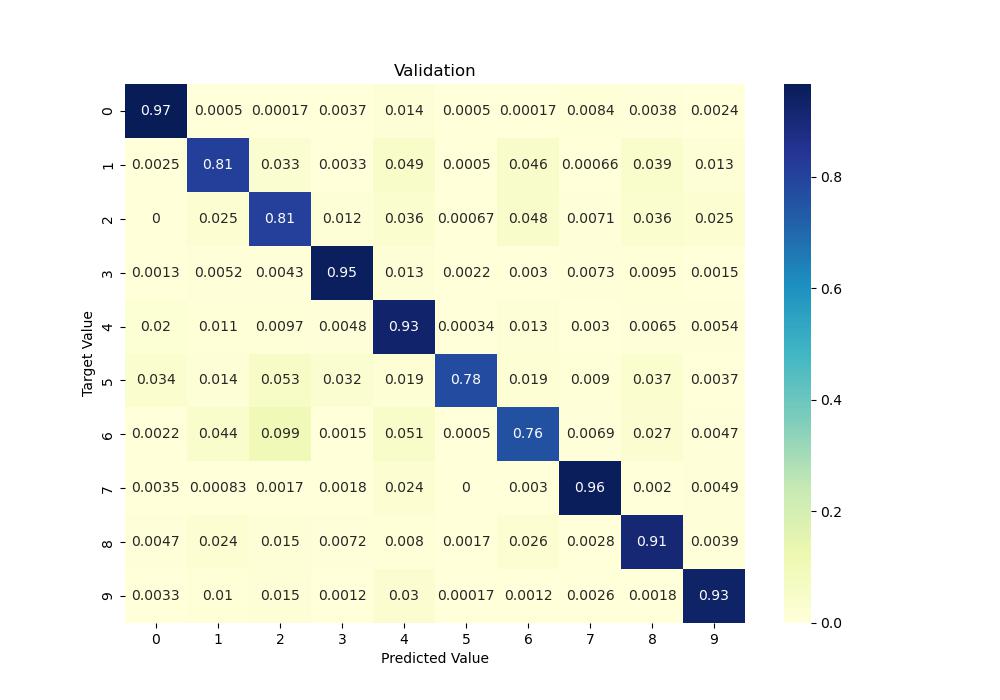 Validation
0 0.97 0.0005 0.00017 0.0037 0.014 0.0005 0.00017 0.0084 0.0038 0.0024
1 0.0025 0.81 0.033 0.0033 0.049 0.0005 0.046 0.00066 0.039 0.013
2 0 0.025 0.81 0.012 0.036 0.00067 0.048 0.0071 0.036 0.025
3 0.0013 0.0052 0.0043 0.95 0.013 0.0022 0.003 0.0073 0.0095 0.0015
4 0.02 0.011 0.0097 0.0048 0.93 0.00034 0.013 0.003 0.0065 0.0054
5 0.034 0.014 0.053 0.032 0.019 0.78 0.019 0.009 0.037 0.0037
6 0.0022 0.044 0.099 0.0015 0.051 0.0005 0.76 0.0069 0.027 0.0047
7 0.0035 0.00083 0.0017 0.0018 0.024 0 0.003 0.96 0.002 0.0049
8 0.0047 0.024 0.015 0.0072 0.008 0.0017 0.026 0.0028 0.91 0.0039
9 0.0033 0.01 0.015 0.0012 0.03 0.00017 0.0012 0.0026 0.0018 0.93
0 1 2 3 4 5 6 7 8 9
Predicted Value
Target Value
0.8
0.6
0.4
0.2
0.0